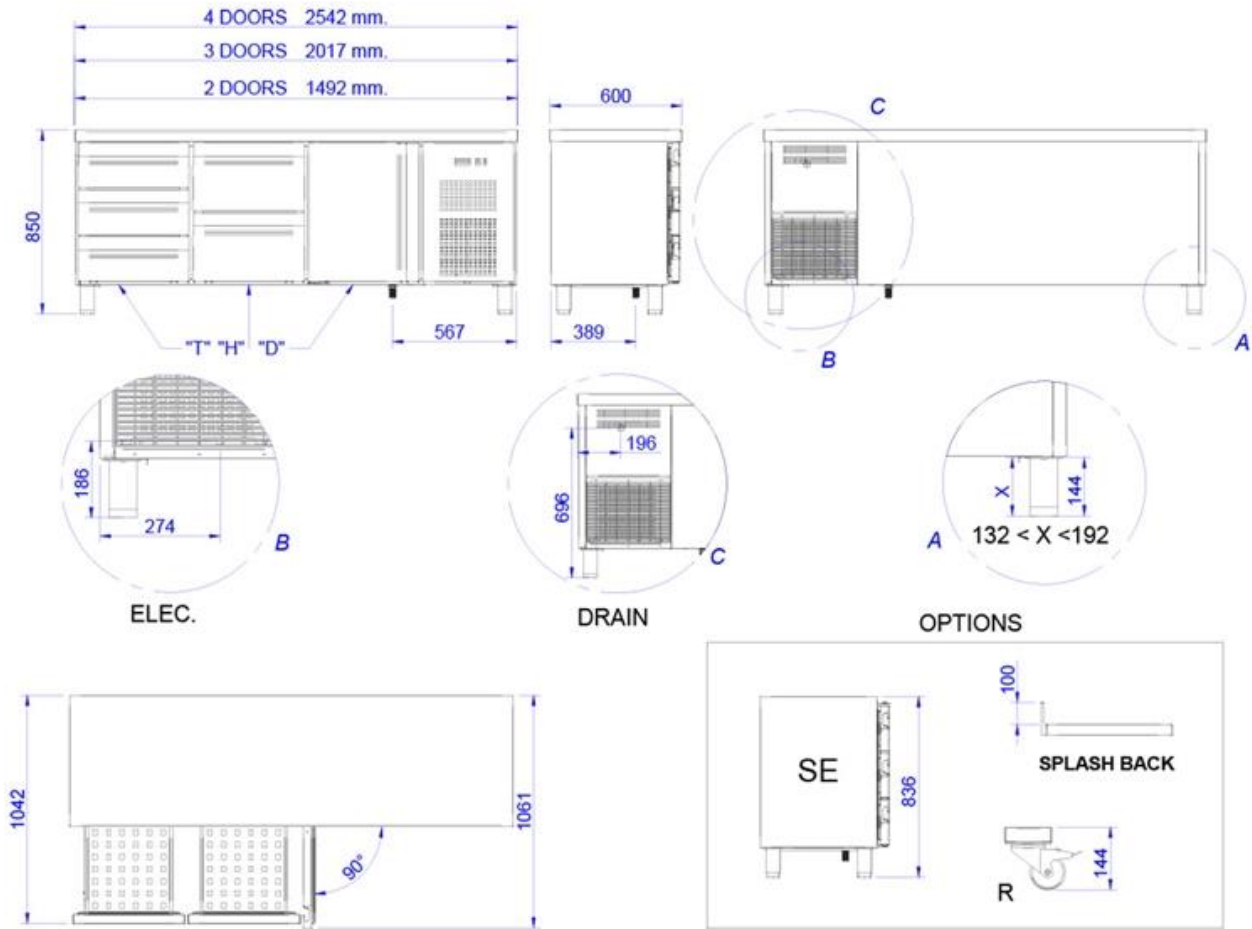 4 DOORS 2542 mm.
3 DOORS 2017 mm.
2 DOORS 1492 mm.
600
C
850
567
389
"T" "H" "D"
B
A
186
274
B
196
696
C
X
144
A
132 < X <192
ELEC.
DRAIN
OPTIONS
1042
1061
90°
SE
836
100
SPLASH BACK
R
144